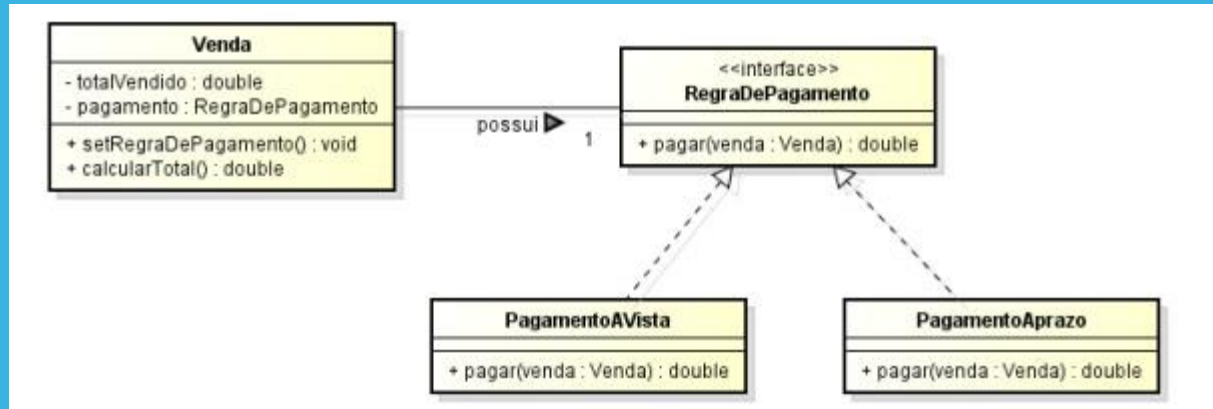 Venda
- totalVendido : double
- pagamento : RegraDePagamento
+ setRegraDePagamento() : void
+ calcularTotal() : double
possui
1
<<interface>>
RegraDePagamento
+ pagar(venda : Venda) : double
PagamentoAVista
+ pagar(venda : Venda) : double
PagamentoAprazo
+ pagar(venda : Venda) : double